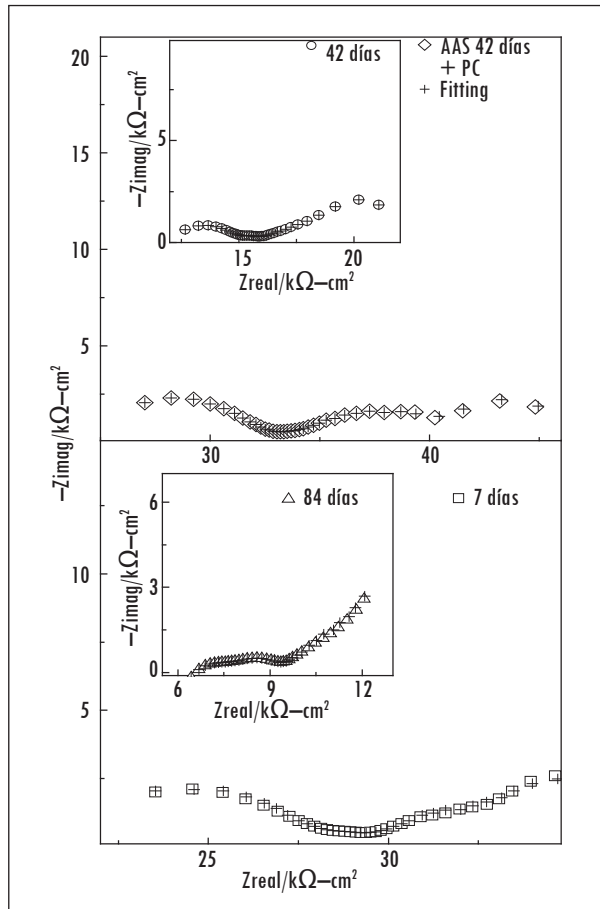 20
15
10
5
−Zimag/kΩ–cm²
30
40
◇ AAS 42 días
+ PC
+ Fitting
○ 42 días
5
0
−Zimag/kΩ–cm²
15
20
Zreal/kΩ–cm²
10
5
25
30
Zreal/kΩ–cm²
△ 84 días
□ 7 días
6
3
0
−Zimag/kΩ–cm²
6
9
12
Zreal/kΩ–cm²